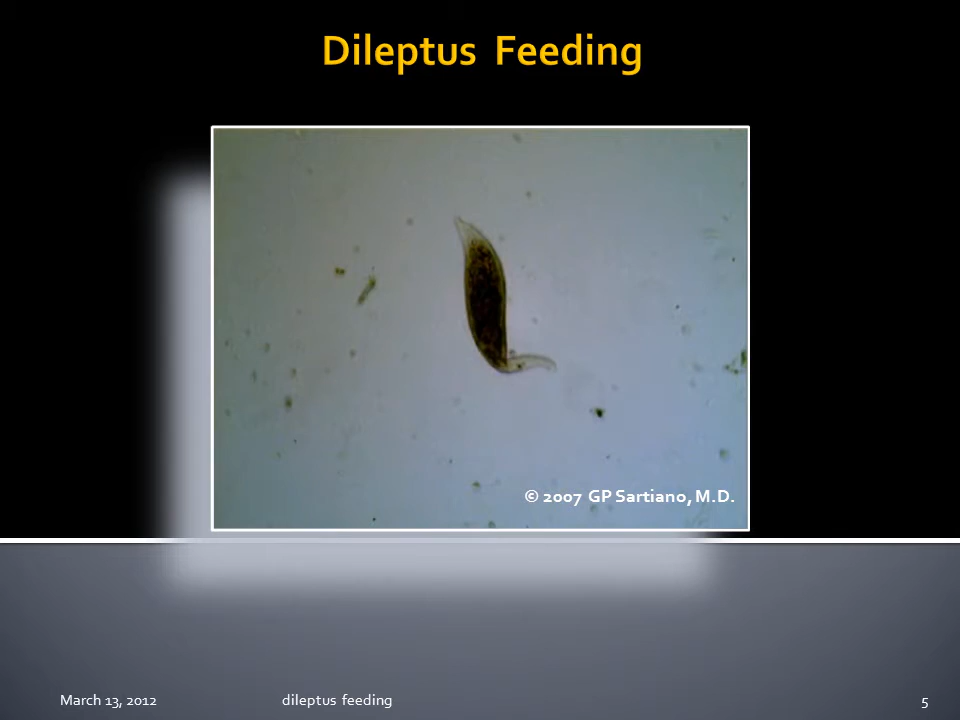 Dileptus Feeding
© 2007 GP Sartiano, M.D.
March 13, 2012 dileptus feeding 5